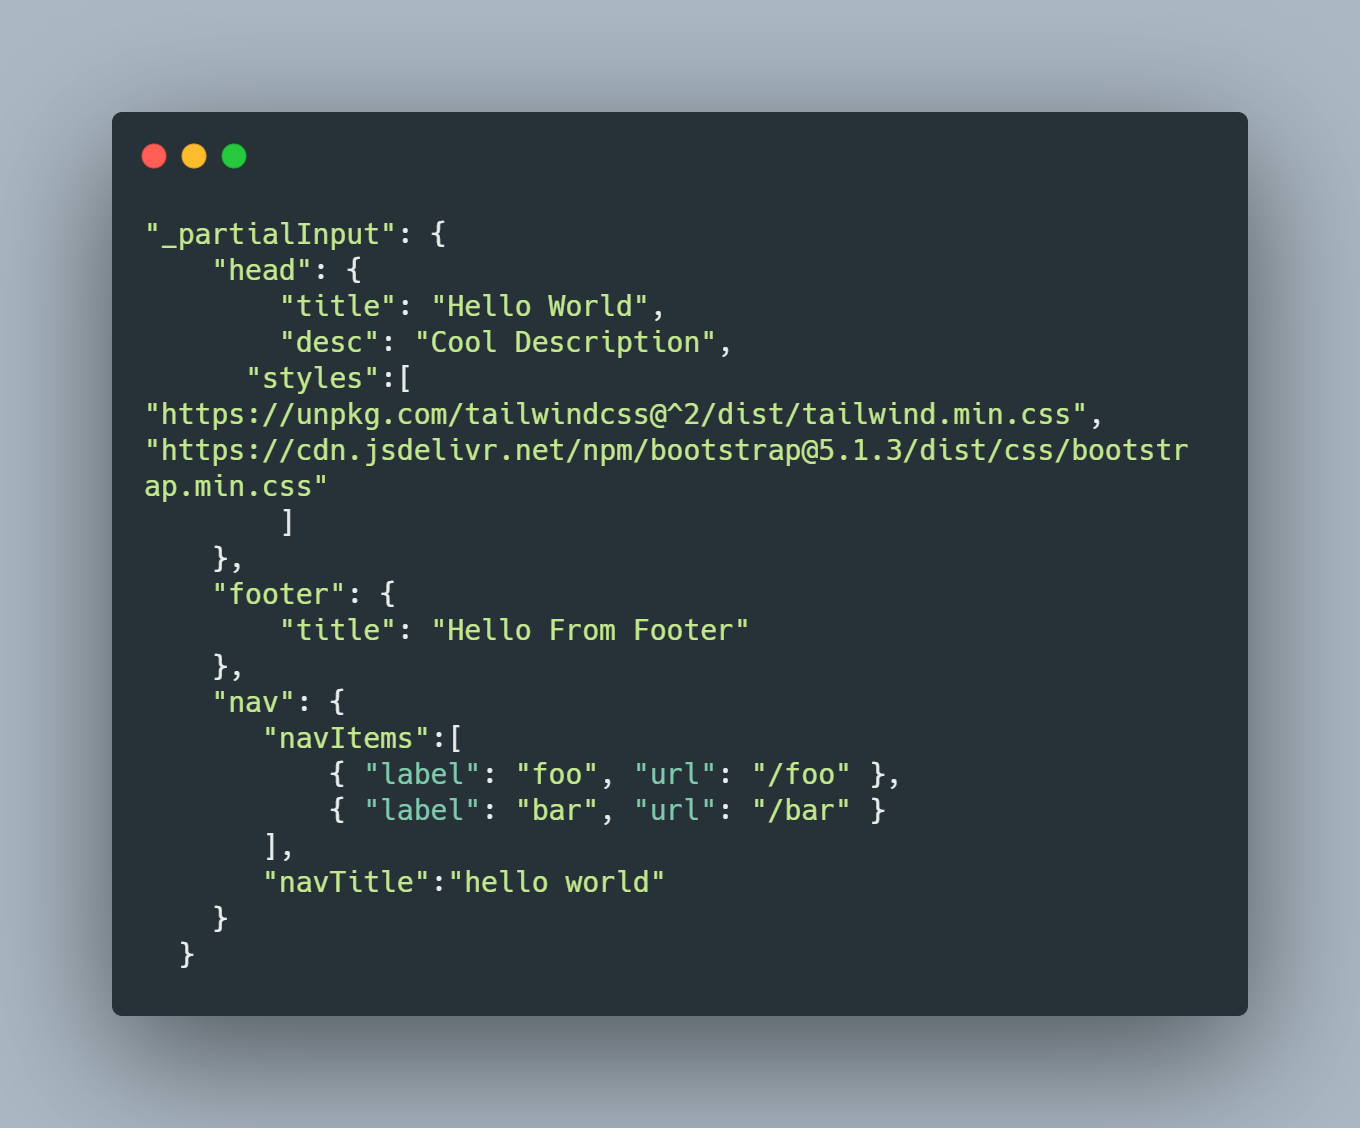 "_partialInput": {
    "head": {
        "title": "Hello World",
        "desc": "Cool Description",
      "styles":[
"https://unpkg.com/tailwindcss@^2/dist/tailwind.min.css",
"https://cdn.jsdelivr.net/npm/bootstrap@5.1.3/dist/css/bootstr
ap.min.css"
        ]
    },
    "footer": {
        "title": "Hello From Footer"
    },
    "nav": {
       "navItems":[
           { "label": "foo", "url": "/foo" },
           { "label": "bar", "url": "/bar" }
       ],
       "navTitle":"hello world"
    }
  }